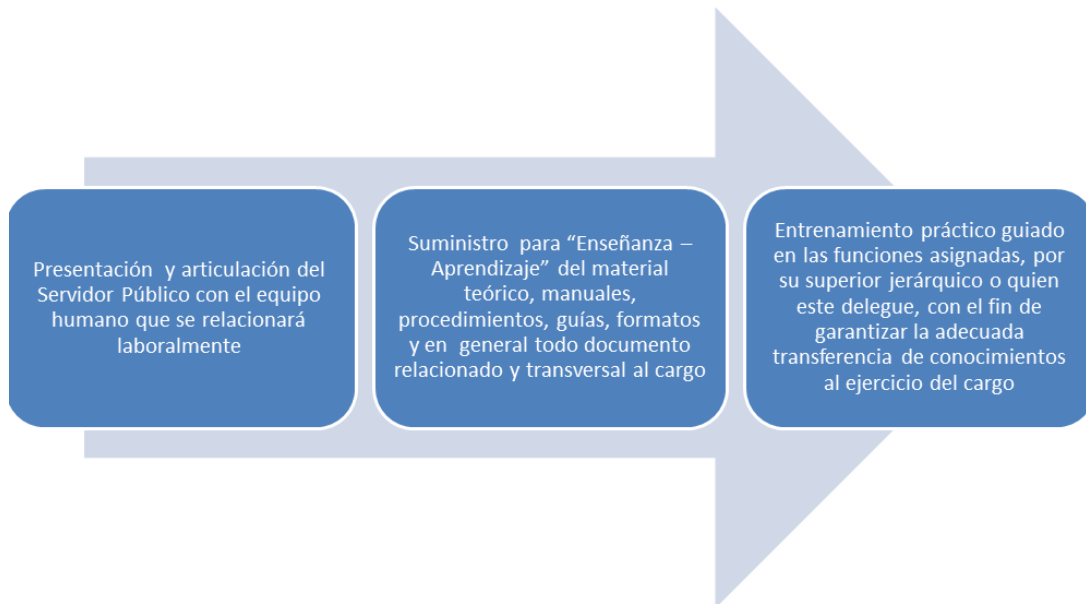 Presentación y articulación del
Servidor Público con el equipo
humano que se relacionará
laboralmente
Suministro para “Enseñanza –
Aprendizaje” del material
teórico, manuales,
procedimientos, guías, formatos
y en general todo documento
relacionado y transversal al cargo
Entrenamiento práctico guiado
en las funciones asignadas, por
su superior jerárquico o quien
este delegue, con el fin de
garantizar la adecuada
transferencia de conocimientos
al ejercicio del cargo